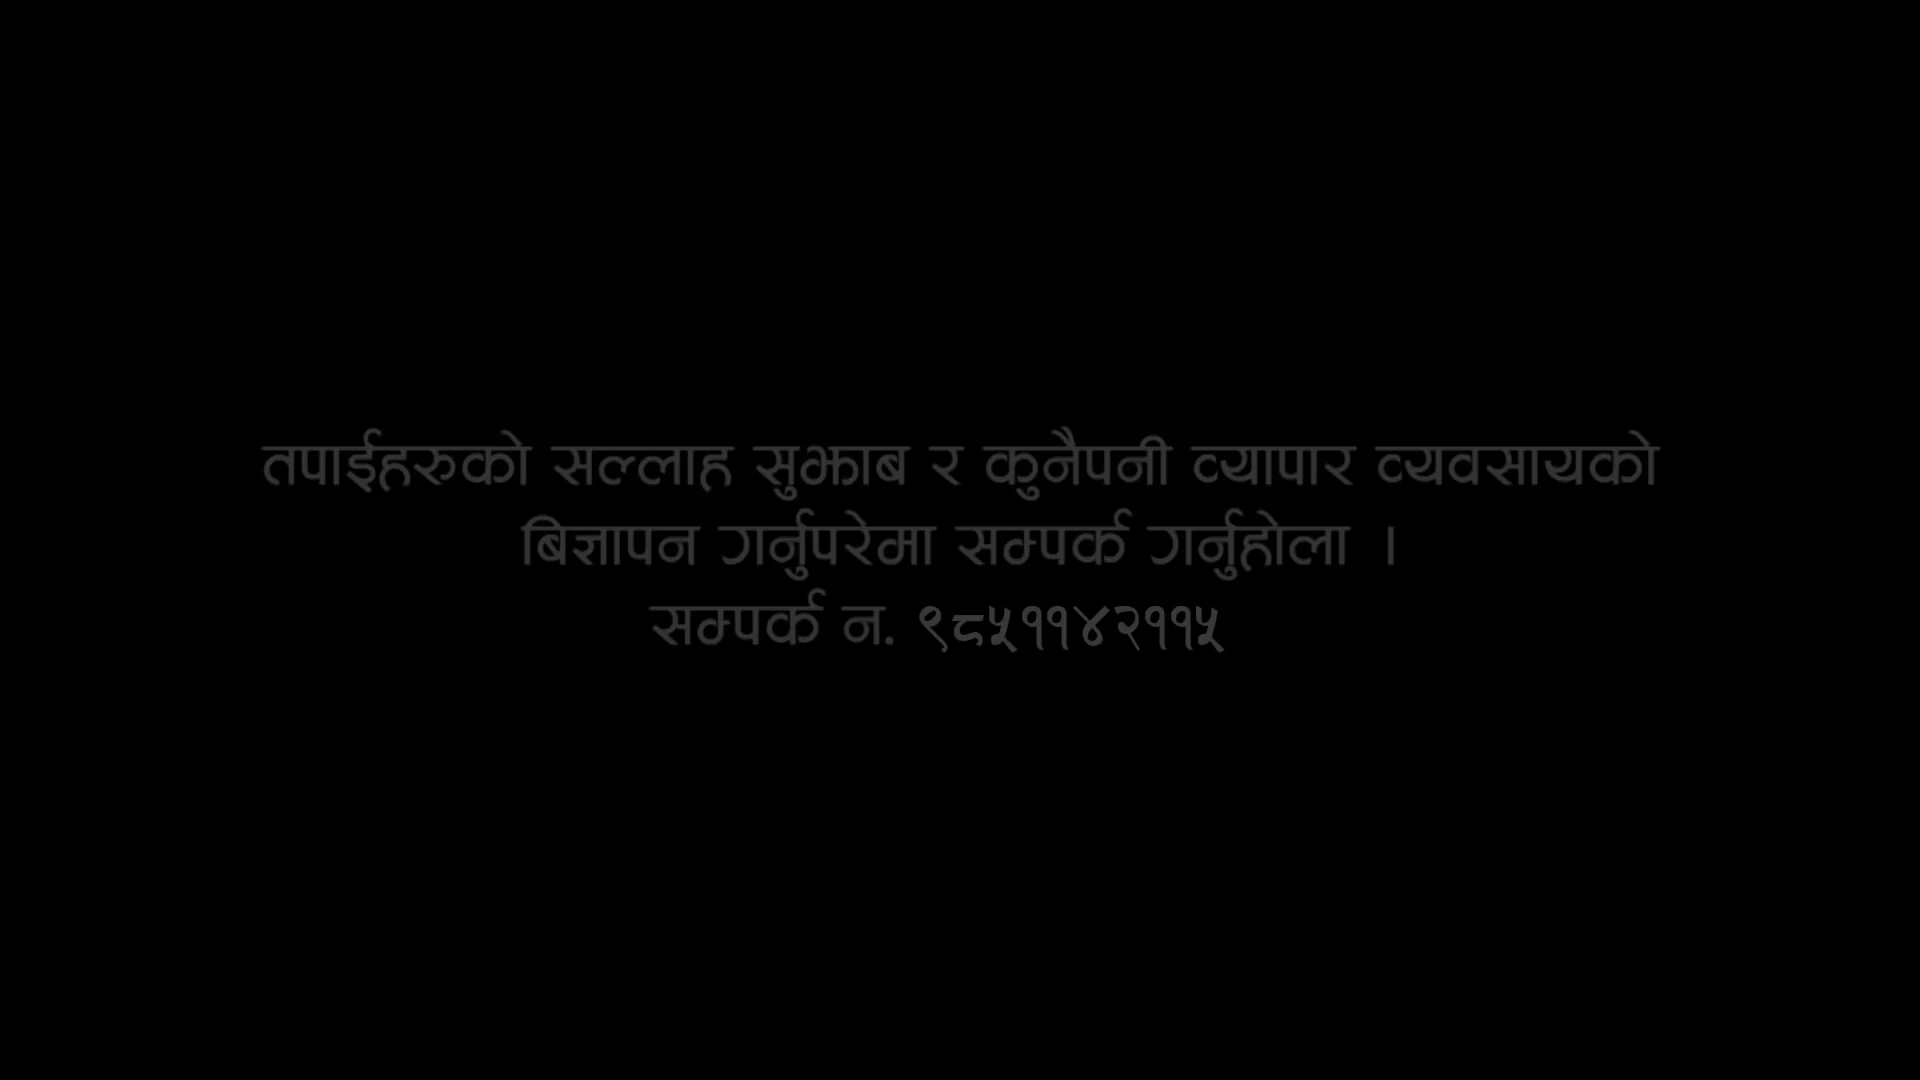 तपाईहरुको सल्लाह सुझाब र कुनैपनी व्यापार व्यवसायको
बिज्ञापन गर्नुपरेमा सम्पर्क गर्नुहोला ।
सम्पर्क न. ९८५११४२११५